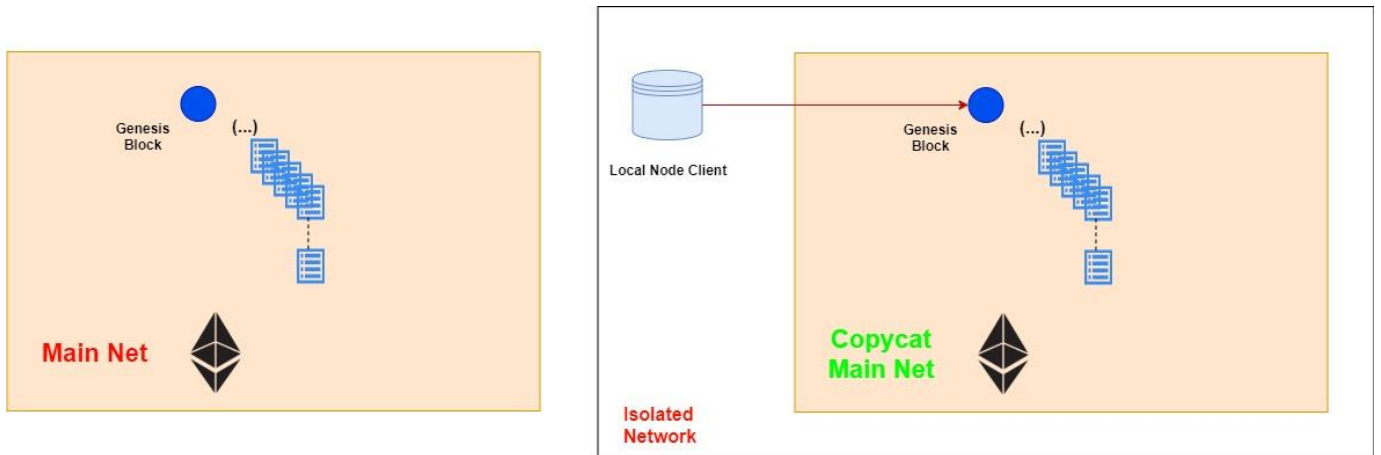 Genesis
Block
(...)
Main Net
Local Node Client
Genesis
Block
(...)
Copycat
Main Net
Isolated
Network